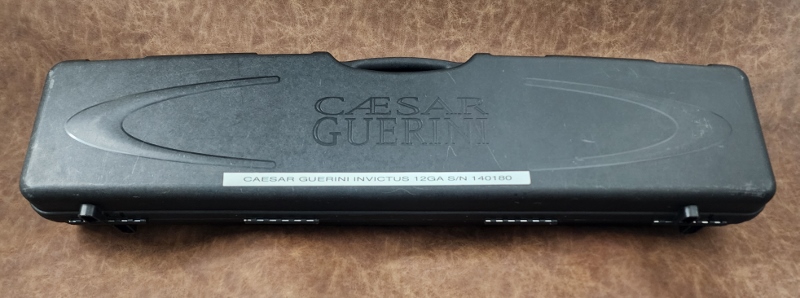 CÆSAR
GUERINI
CAESAR GUERINI INVICTUS 12GA S/N 140180